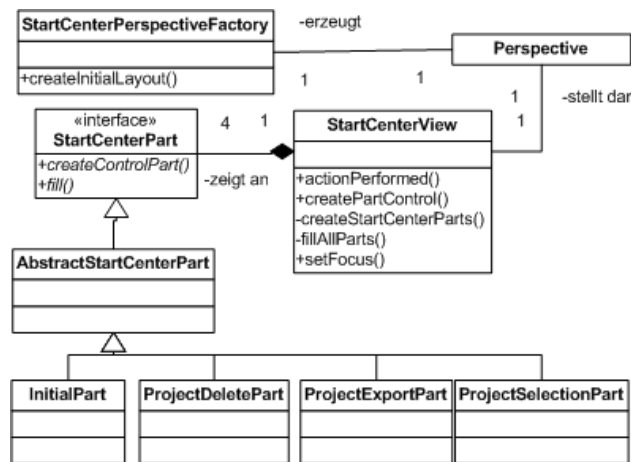 StartCenterPerspectiveFactory
+createInitialLayout()
-erzeugt
1
1
Perspective
1
-stellt dar
1
«interface»
StartCenterPart
+createControlPart()
+fill()
4
1
-zeigt an
StartCenterView
+actionPerformed()
+createPartControl()
-createStartCenterParts()
-fillAllParts()
+setFocus()
AbstractStartCenterPart
InitialPart
ProjectDeletePart
ProjectExportPart
ProjectSelectionPart